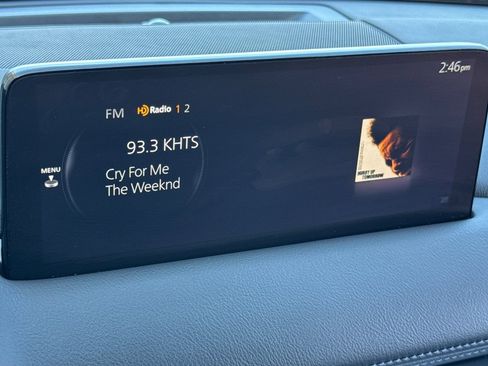 2:46pm
FM HD Radio 1 2
93.3 KHTS
MENU
Cry For Me
The Weeknd
HURRY UP
TOMORROW